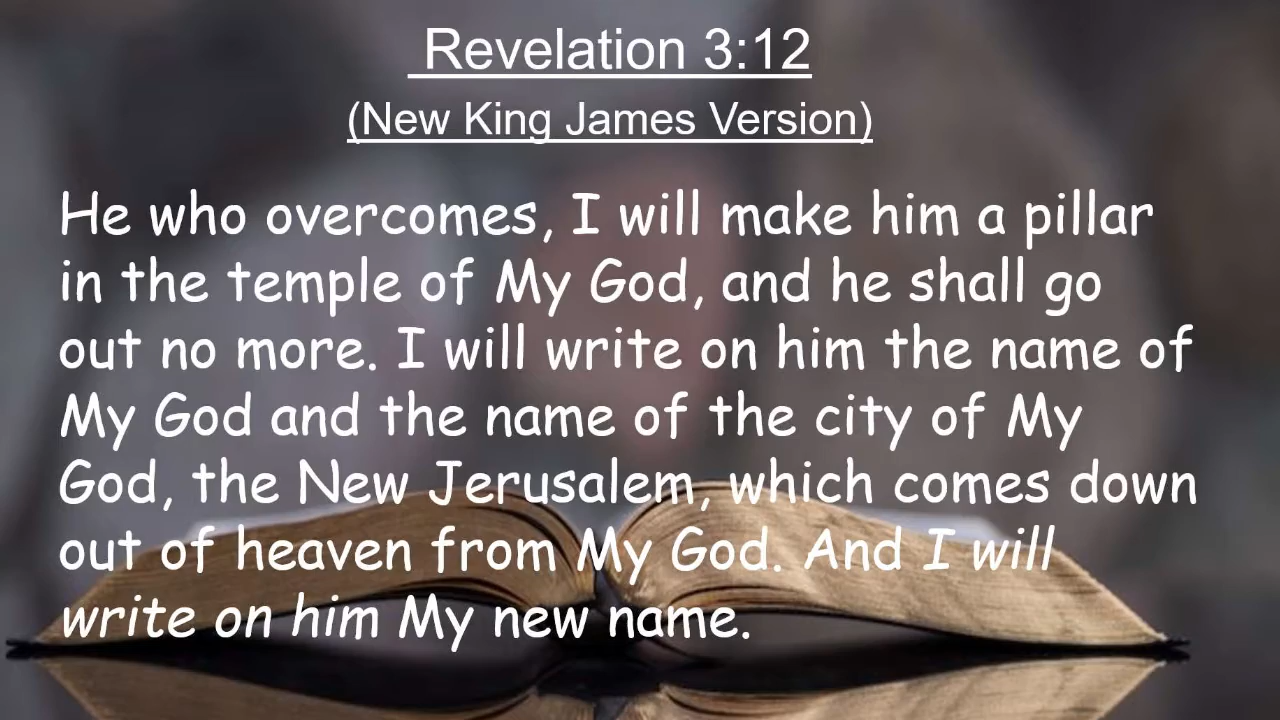 Revelation 3:12
(New King James Version)
He who overcomes, I will make him a pillar
in the temple of My God, and he shall go
out no more. I will write on him the name of
My God and the name of the city of My
God, the New Jerusalem, which comes down
out of heaven from My God. And I will
write on him My new name.